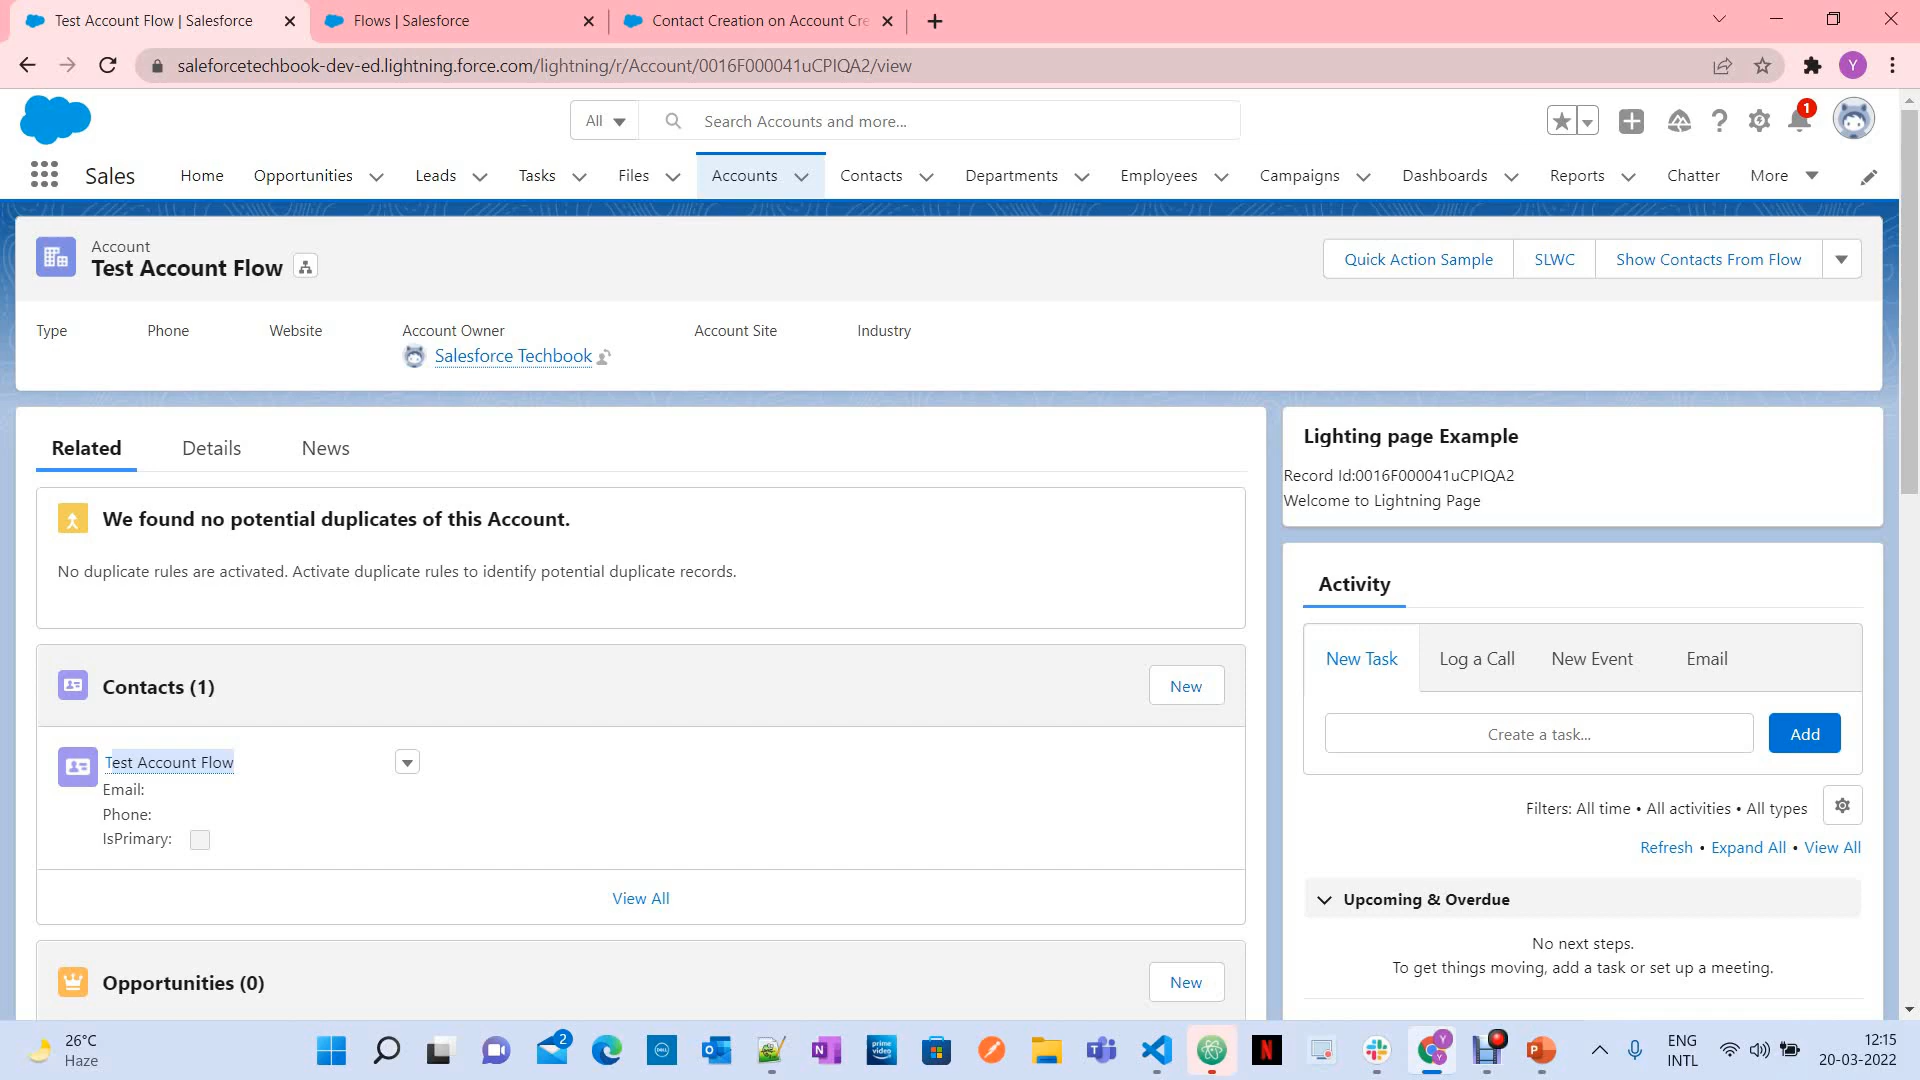 Test Account Flow | Salesforce
Flows | Salesforce
Contact Creation on Account Cre
saleforcetechbook-dev-ed.lightning.force.com/lightning/r/Account/0016F000041uCPIQA2/view
Y
All
Search Accounts and more...
1
Sales
Home
Opportunities
Leads
Tasks
Files
Accounts
Contacts
Departments
Employees
Campaigns
Dashboards
Reports
Chatter
More
Account
Test Account Flow
Quick Action Sample
SLWC
Show Contacts From Flow
Type
Phone
Website
Account Owner
Salesforce Techbook
Account Site
Industry
Related
Details
News
We found no potential duplicates of this Account.
No duplicate rules are activated. Activate duplicate rules to identify potential duplicate records.
Contacts (1)
New
Test Account Flow
Email:
Phone:
IsPrimary:
View All
Opportunities (0)
New
Lighting page Example
Record Id:0016F000041uCPIQA2
Welcome to Lightning Page
Activity
New Task
Log a Call
New Event
Email
Create a task...
Add
Filters: All time • All activities • All types
Refresh • Expand All • View All
Upcoming & Overdue
No next steps.
To get things moving, add a task or set up a meeting.
26°C
Haze
2
DELL
N
prime
video
N
Y
P
ENG
INTL
12:15
20-03-2022